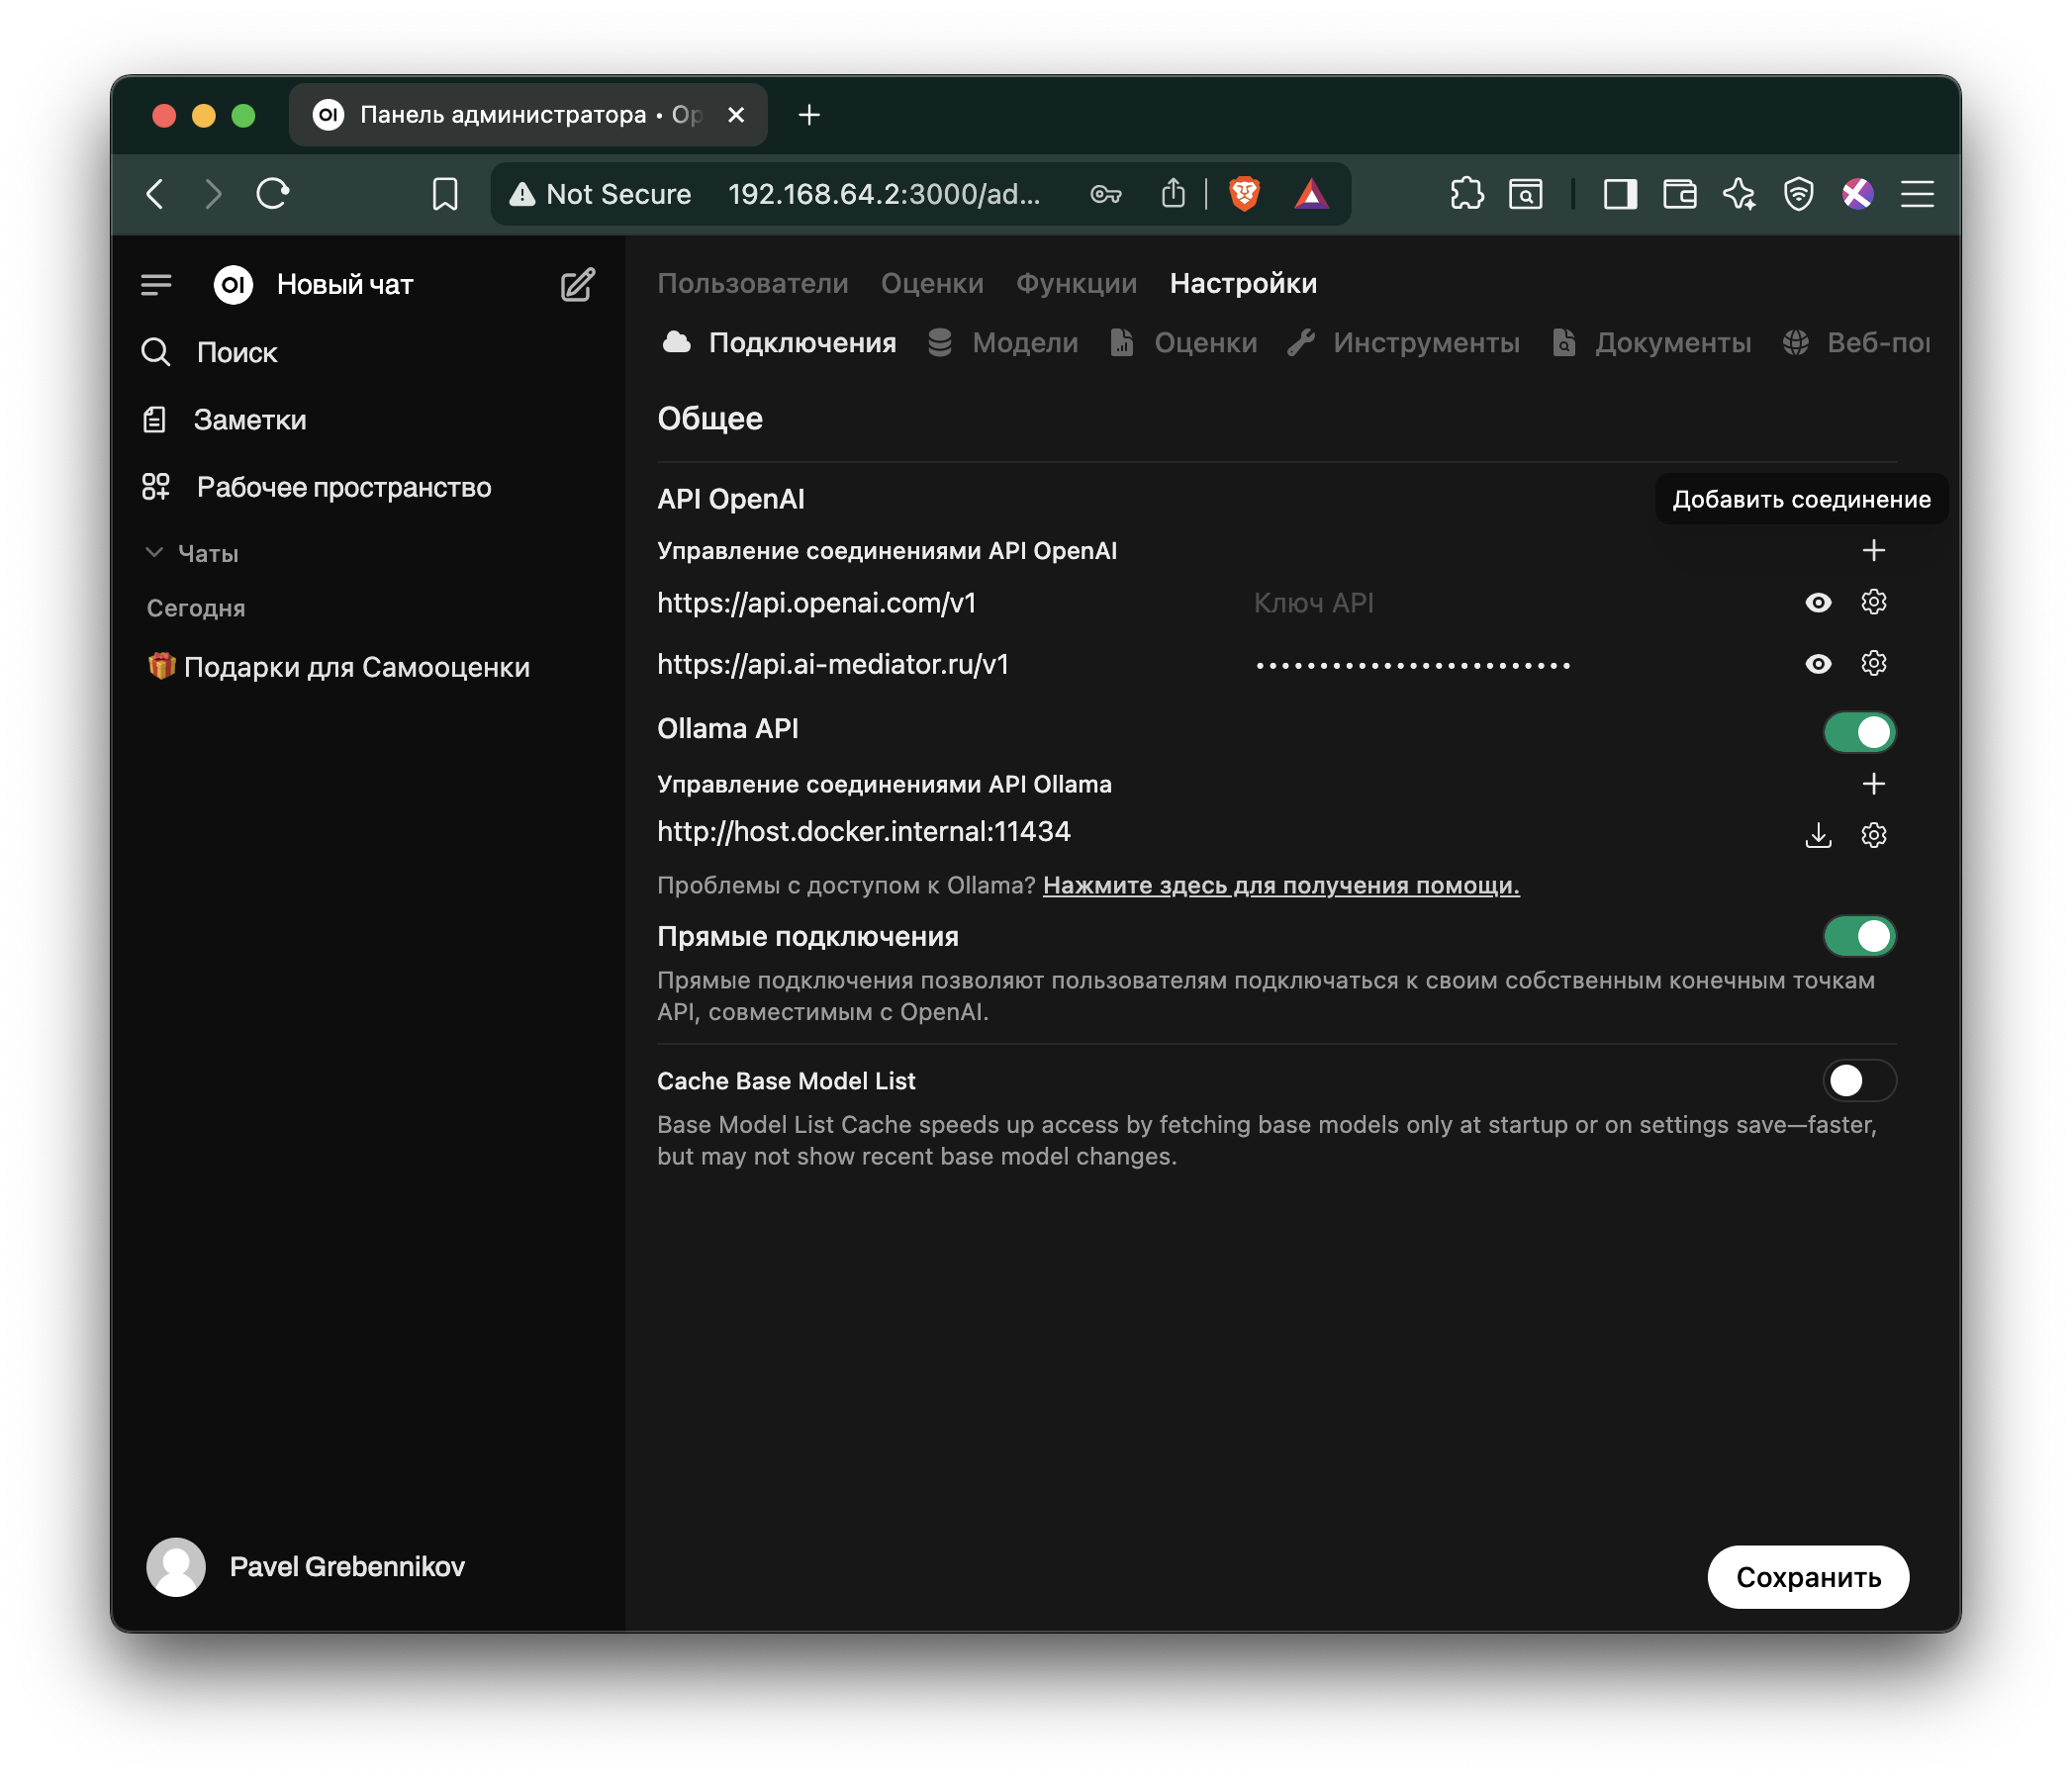 Панель администратора • Op
Not Secure 192.168.64.2:3000/ad...
OI Новый чат
Поиск
Заметки
Рабочее пространство
Чаты
Сегодня
Подарки для Самооценки
Pavel Grebennikov
Пользователи Оценки Функции Настройки
Подключения Модели Оценки Инструменты Документы Веб-пои
Общее
API OpenAI
Добавить соединение
Управление соединениями API OpenAI
https://api.openai.com/v1 Ключ API
https://api.ai-mediator.ru/v1 •••••••••••••••••••••••••
Ollama API
Управление соединениями API Ollama
http://host.docker.internal:11434
Проблемы с доступом к Ollama? Нажмите здесь для получения помощи.
Прямые подключения
Прямые подключения позволяют пользователям подключаться к своим собственным конечным точкам
API, совместимым с OpenAI.
Cache Base Model List
Base Model List Cache speeds up access by fetching base models only at startup or on settings save—faster,
but may not show recent base model changes.
Сохранить